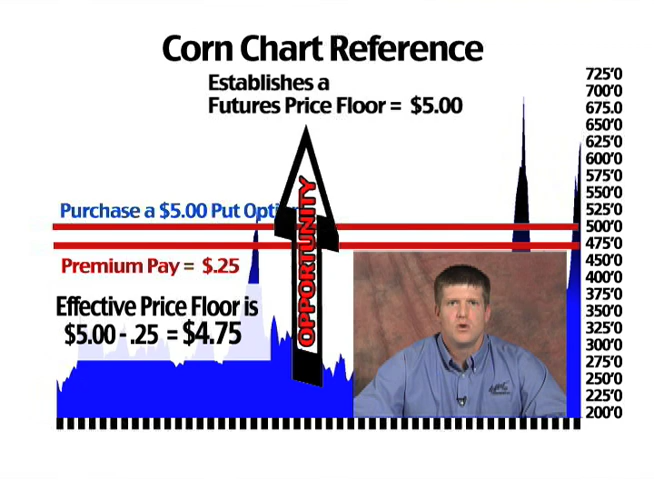 Corn Chart Reference
Establishes a
Futures Price Floor = $5.00
Purchase a $5.00 Put
Premium Pay = $.25
Effective Price Floor is
$5.00 - .25 = $4.75
OPPORTUNITY
725'0
700'0
675.0
650'0
625'0
600'0
575'0
550'0
525'0
500'0
475'0
450'0
400'0
375'0
350'0
325'0
300'0
275'0
250'0
225'0
200'0